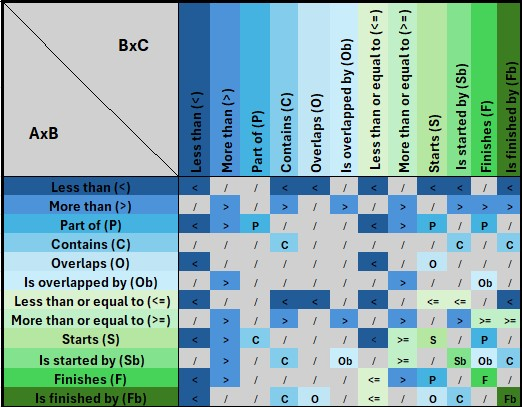 BxC
AxB
Less than (<)
More than (>)
Part of (P)
Contains (C)
Overlaps (O)
Is overlapped by (Ob)
Less than or equal to (<=)
More than or equal to (>=)
Starts (S)
Is started by (Sb)
Finishes (F)
Is finished by (Fb)
Less than (<) < / / < < / < / < < / <
More than (>) / > / > / > / > / > > >
Part of (P) < > P / / / < > P / P /
Contains (C) / / / C / / / / / C / C
Overlaps (O) < / / / / / < / O / / /
Is overlapped by (Ob) / > / / / / / > / / Ob /
Less than or equal to (<=) < / / < < / < / <= <= / <
More than or equal to (>=) / > / > / > / > / > >= >=
Starts (S) < > C / / / < >= S / P /
Is started by (Sb) / > / C / Ob / >= / Sb Ob C
Finishes (F) < > / / / / <= > P / F /
Is finished by (Fb) < / / C O / <= / O C / Fb